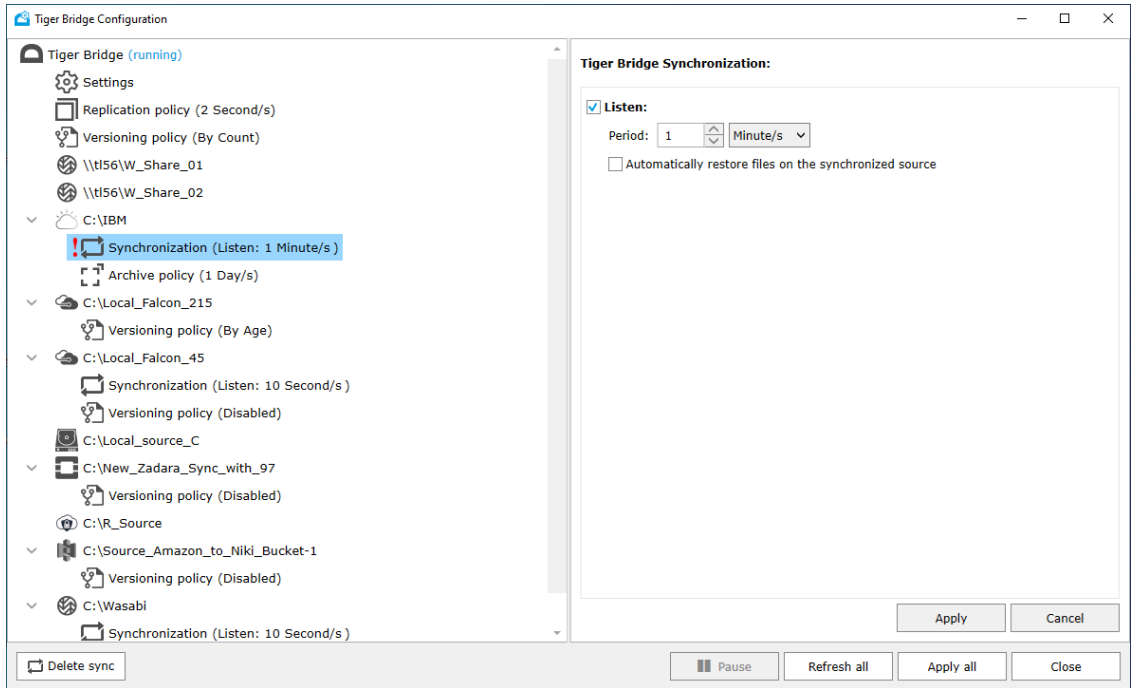 Tiger Bridge Configuration
Tiger Bridge (running)
Settings
Replication policy (2 Second/s)
Versioning policy (By Count)
\\tl56\W_Share_01
\\tl56\W_Share_02
C:\IBM
! Synchronization (Listen: 1 Minute/s )
Archive policy (1 Day/s)
C:\Local_Falcon_215
Versioning policy (By Age)
C:\Local_Falcon_45
Synchronization (Listen: 10 Second/s )
Versioning policy (Disabled)
C:\Local_source_C
C:\New_Zadara_Sync_with_97
Versioning policy (Disabled)
C:\R_Source
C:\Source_Amazon_to_Niki_Bucket-1
Versioning policy (Disabled)
C:\Wasabi
Synchronization (Listen: 10 Second/s )
Tiger Bridge Synchronization:
Listen:
Period: 1 Minute/s
Automatically restore files on the synchronized source
Apply Cancel
Delete sync Pause Refresh all Apply all Close